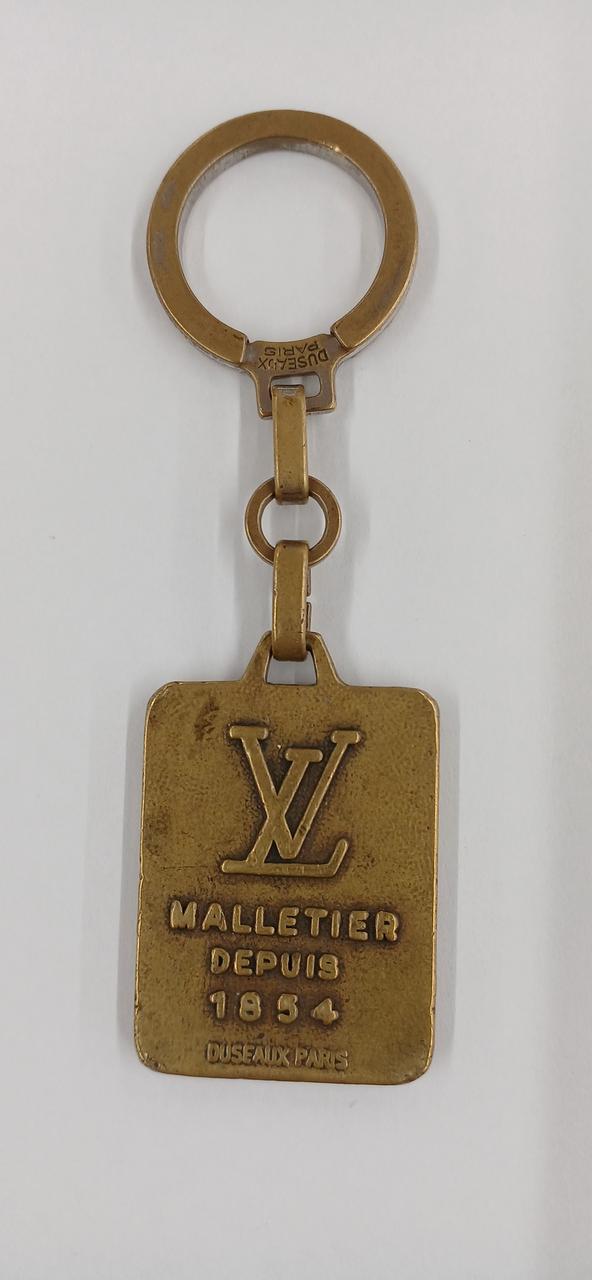 DUSEAUX
PARIS
LV
MALLETIER
DEPUIS
1854
DUSEAUX PARIS